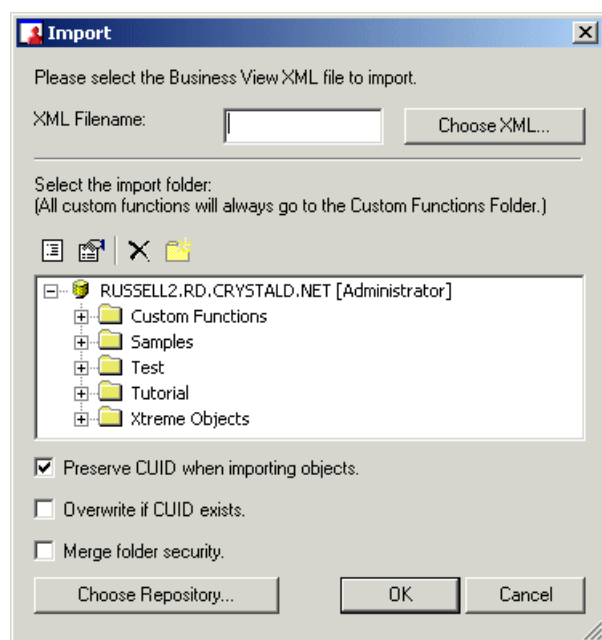 Import
Please select the Business View XML file to import.
XML Filename:
Choose XML...
Select the import folder:
(All custom functions will always go to the Custom Functions Folder.)
RUSSELL2.RD.CRYSTALD.NET [Administrator]
Custom Functions
Samples
Test
Tutorial
Xtreme Objects
Preserve CUID when importing objects.
Overwrite if CUID exists.
Merge folder security.
Choose Repository... OK Cancel